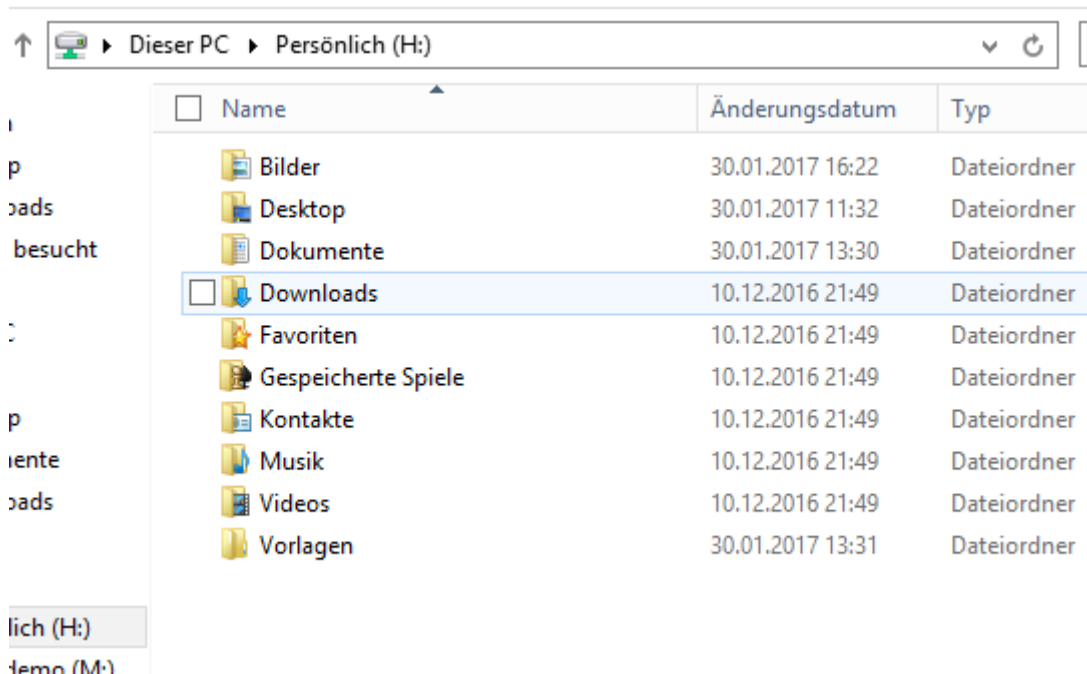 Dieser PC Persönlich (H:)
Name Änderungsdatum Typ
Bilder 30.01.2017 16:22 Dateiordner
Desktop 30.01.2017 11:32 Dateiordner
besucht
Dokumente 30.01.2017 13:30 Dateiordner
Downloads 10.12.2016 21:49 Dateiordner
Favoriten 10.12.2016 21:49 Dateiordner
Gespeicherte Spiele 10.12.2016 21:49 Dateiordner
Kontakte 10.12.2016 21:49 Dateiordner
Musik 10.12.2016 21:49 Dateiordner
Videos 10.12.2016 21:49 Dateiordner
Vorlagen 30.01.2017 13:31 Dateiordner
lich (H:)
demo (M:)